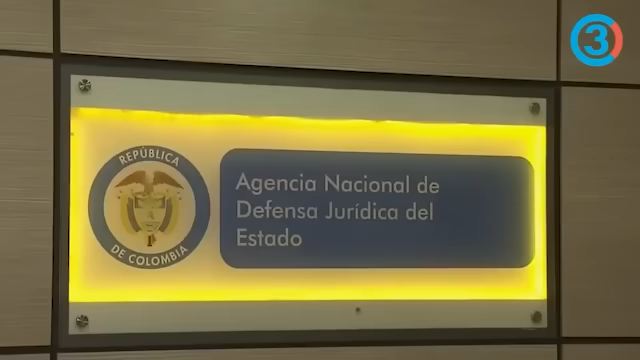 3
REPÚBLICA
DE COLOMBIA
Agencia Nacional de
Defensa Jurídica del
Estado